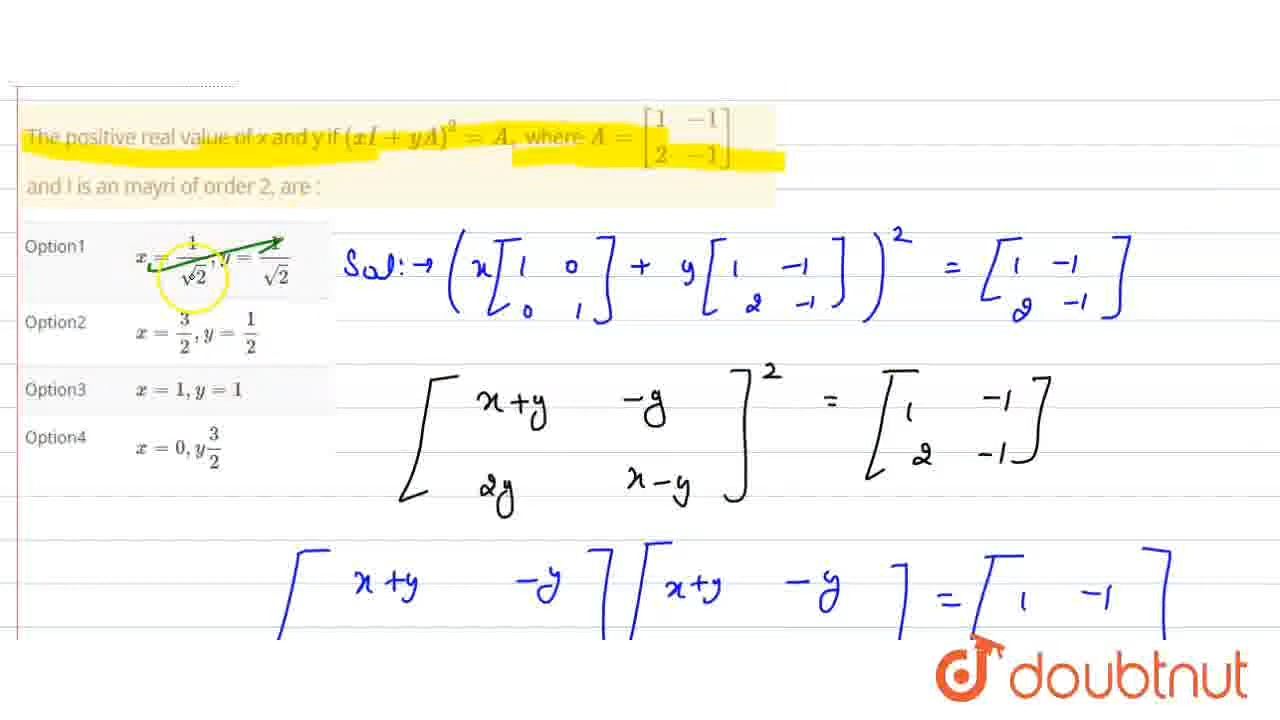 The positive real value of x and y if (xI + yA)² = A, where A = [1 −1
2 −1]
and I is an mayri of order 2, are :
Option1 x = 1/√2, y = 1/√2
Option2 x = 3/2, y = 1/2
Option3 x = 1, y = 1
Option4 x = 0, y 3/2
Sol:→ (x[1 0
0 1] + y[1 −1
2 −1])² = [1 −1
2 −1]
[x+y −y
2y x−y]² = [1 −1
2 −1]
[x+y −y] [x+y −y] = [1 −1]
doubtnut